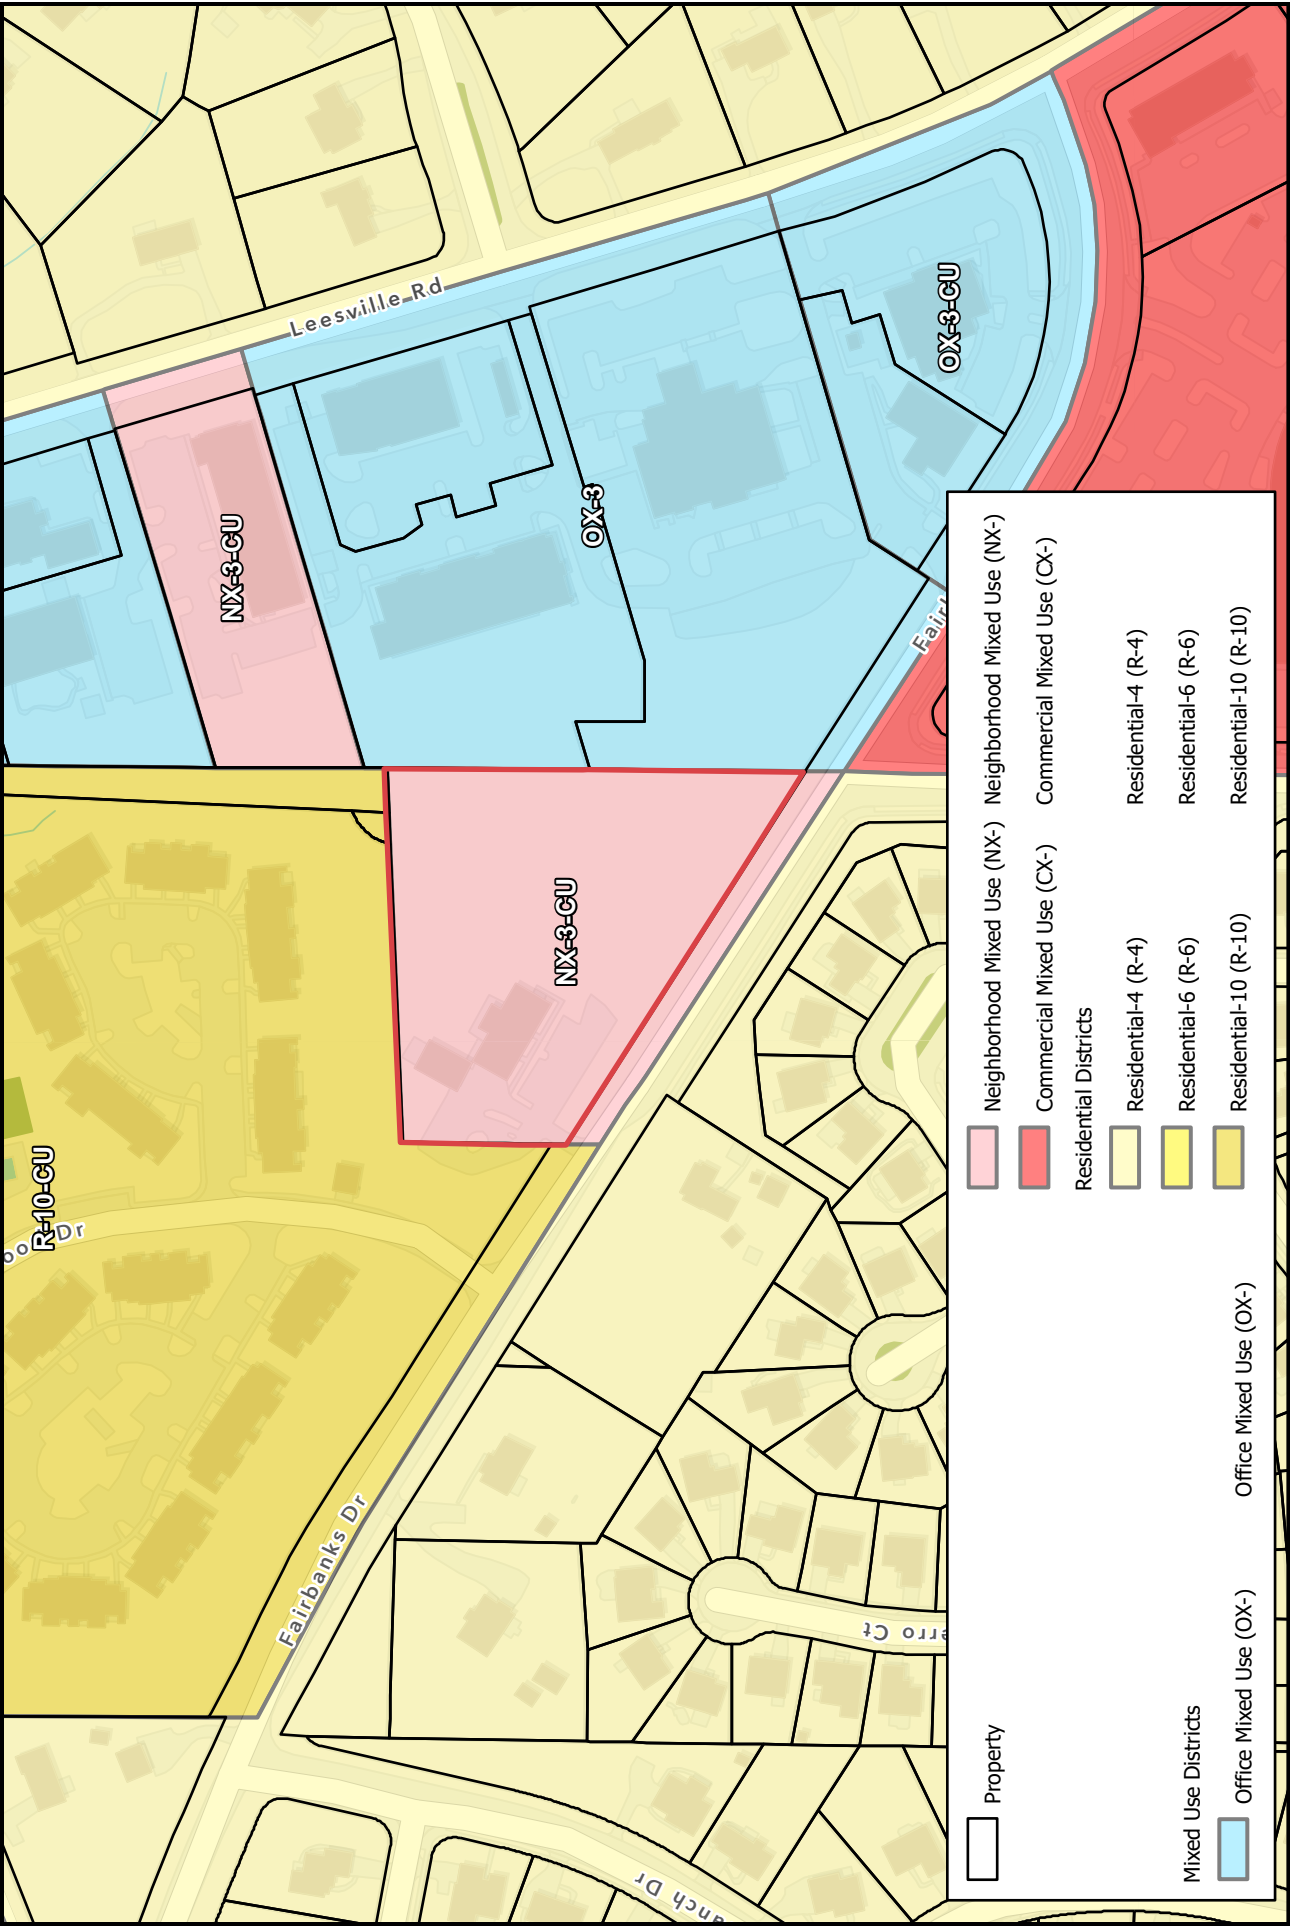 Leesville Rd
OX-3-CU
OX-3
NX-3-CU
NX-3-CU
R-10-CU
Dr
Fairbanks Dr
Ct
Dr
Property
Mixed Use Districts
Office Mixed Use (OX-)
Office Mixed Use (OX-)
Neighborhood Mixed Use (NX-)
Neighborhood Mixed Use (NX-)
Commercial Mixed Use (CX-)
Commercial Mixed Use (CX-)
Residential Districts
Residential-4 (R-4)
Residential-4 (R-4)
Residential-6 (R-6)
Residential-6 (R-6)
Residential-10 (R-10)
Residential-10 (R-10)